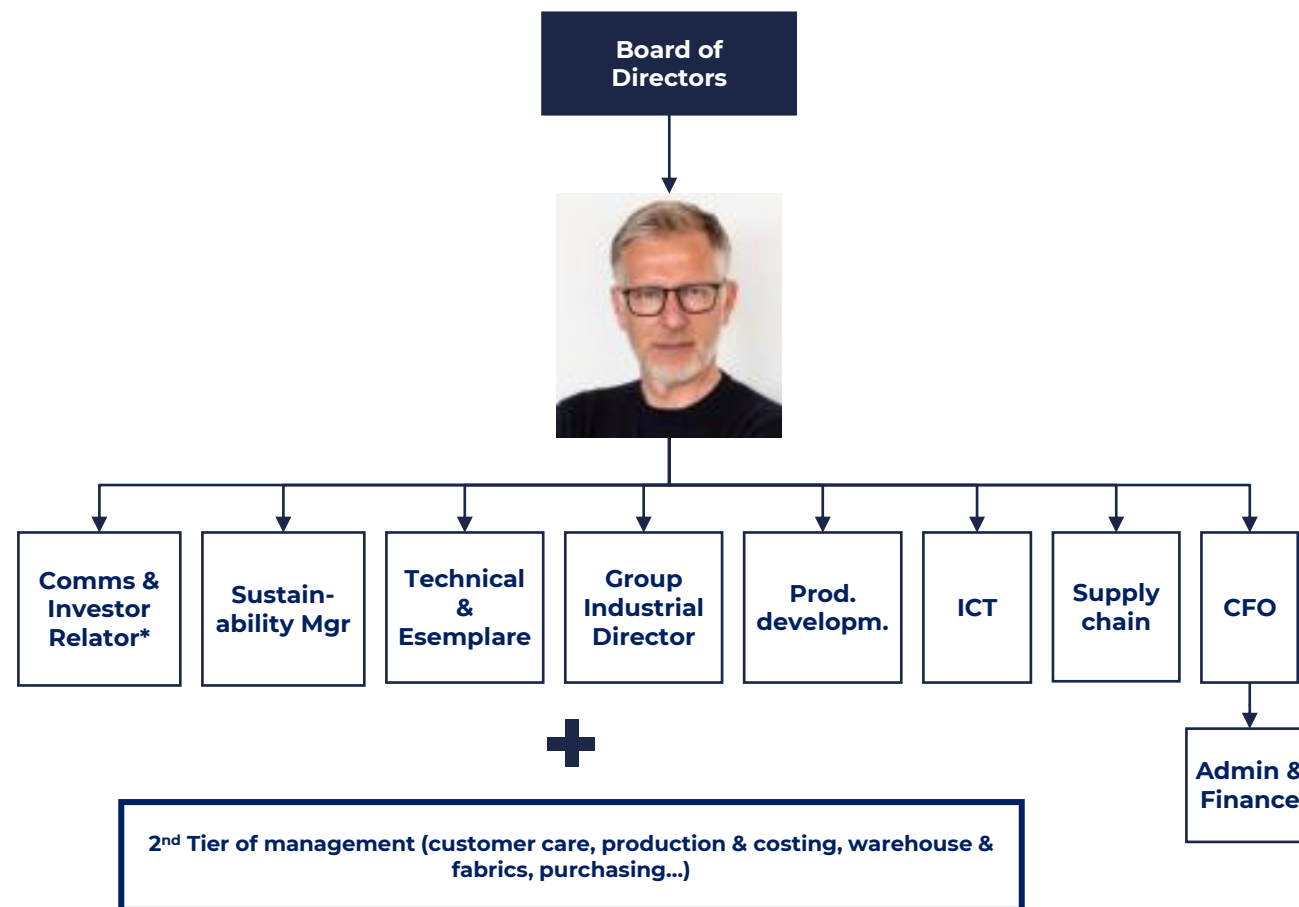 Board of
Directors
Comms &
Investor
Relator*
Sustain-
ability Mgr
Technical
&
Esemplare
Group
Industrial
Director
Prod.
developm.
ICT
Supply
chain
CFO
Admin &
Finance
2nd Tier of management (customer care, production & costing, warehouse &
fabrics, purchasing...)